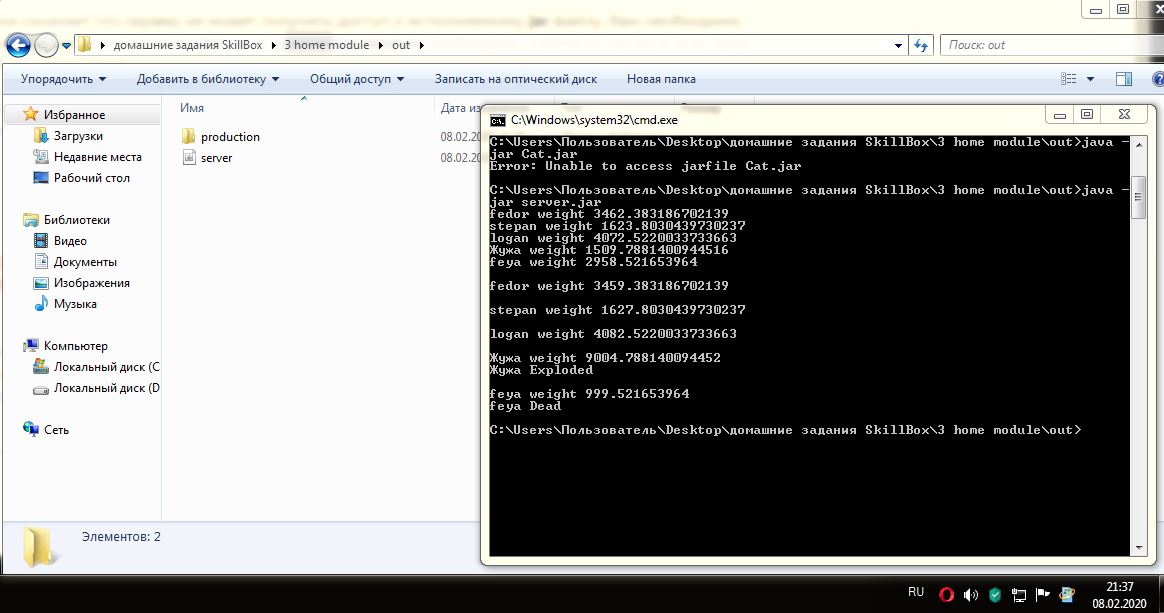 jar
домашние задания SkillBox
3 home module
out
Поиск: out
Упорядочить
Добавить в библиотеку
Общий доступ
Записать на оптический диск
Новая папка
Избранное
Загрузки
Недавние места
Рабочий стол
Библиотеки
Видео
Документы
Изображения
Музыка
Компьютер
Локальный диск (C
Локальный диск (D
Сеть
Имя
Дата
production
08.02.20
server
08.02.20
C:\Windows\system32\cmd.exe
C:\Users\Пользователь\Desktop\домашние задания SkillBox\3 home module\out>java -
jar Cat.jar
Error: Unable to access jarfile Cat.jar
C:\Users\Пользователь\Desktop\домашние задания SkillBox\3 home module\out>java -
jar server.jar
fedor weight 3462.383186702139
stepan weight 1623.8030439730237
logan weight 4072.5220033733663
Жужа weight 1509.7881400944516
feya weight 2958.521653964
fedor weight 3459.383186702139
stepan weight 1627.8030439730237
logan weight 4082.5220033733663
Жужа weight 9004.788140094452
Жужа Exploded
feya weight 999.521653964
feya Dead
C:\Users\Пользователь\Desktop\домашние задания SkillBox\3 home module\out>
Элементов: 2
RU
21:37
08.02.2020